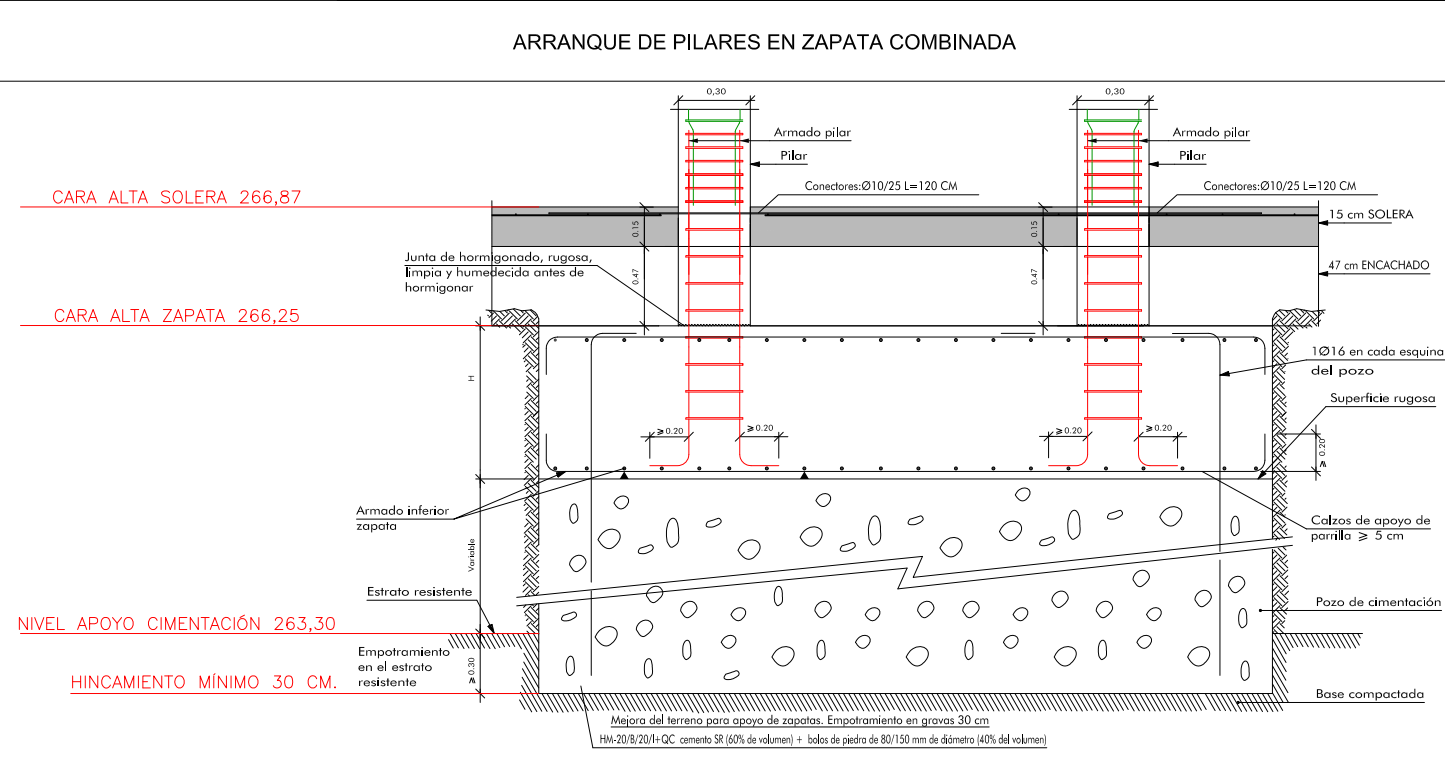 ARRANQUE DE PILARES EN ZAPATA COMBINADA
0,30
0,30
Armado pilar
Armado pilar
Pilar
Pilar
Conectores:Ø10/25 L=120 CM
Conectores:Ø10/25 L=120 CM
CARA ALTA SOLERA 266,87
15 cm SOLERA
0.15
0.15
Junta de hormigonado, rugosa,
limpia y humedecida antes de
hormigonar
0.47
0.47
47 cm ENCACHADO
CARA ALTA ZAPATA 266,25
1Ø16 en cada esquina
del pozo
H
Superficie rugosa
≥0.20
≥0.20
≥0.20
≥0.20
≥ 0.20
Armado inferior
zapata
Calzos de apoyo de
parrilla ≥ 5 cm
Variable
Estrato resistente
Pozo de cimentación
NIVEL APOYO CIMENTACIÓN 263,30
Empotramiento
en el estrato
resistente
≥ 0.30
HINCAMIENTO MÍNIMO 30 CM.
Base compactada
Mejora del terreno para apoyo de zapatas. Empotramiento en gravas 30 cm
HM-20/B/20/I+QC cemento SR (60% de volumen) + bolos de piedra de 80/150 mm de diámetro (40% del volumen)